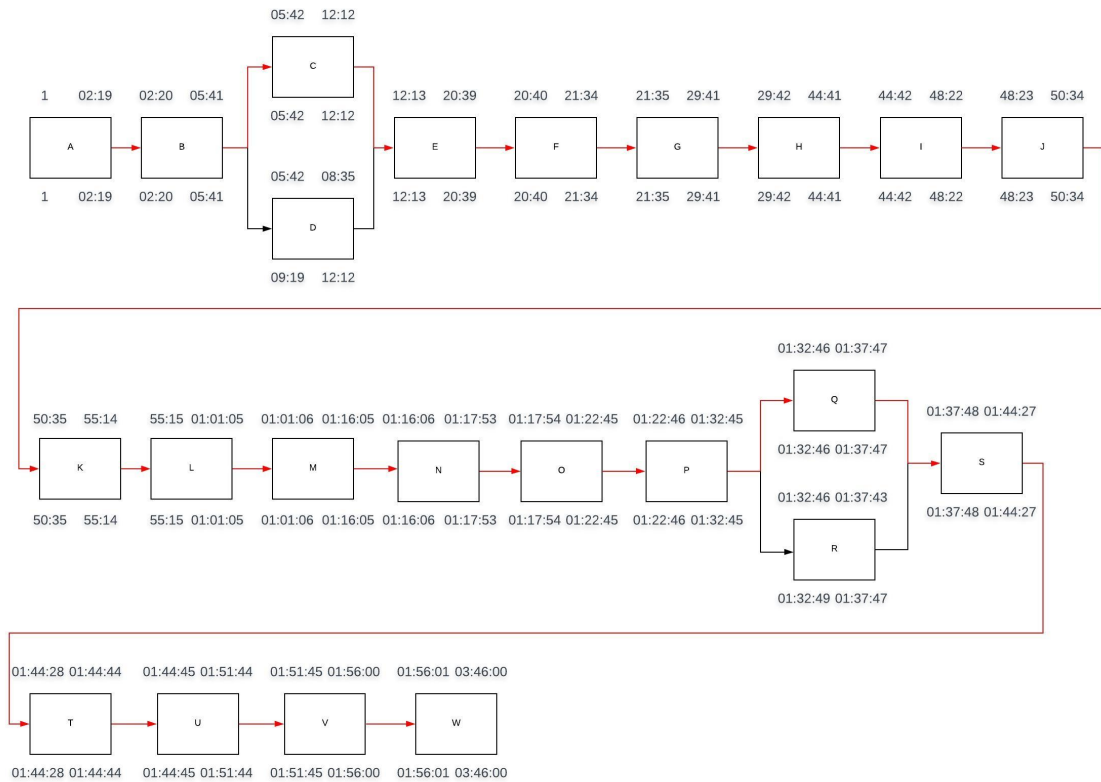 05:42 12:12
C
1 02:19 02:20 05:41 05:42 12:12 12:13 20:39 20:40 21:34 21:35 29:41 29:42 44:41 44:42 48:22 48:23 50:34
A B E F G H I J
05:42 08:35
1 02:19 02:20 05:41 12:13 20:39 20:40 21:34 21:35 29:41 29:42 44:41 44:42 48:22 48:23 50:34
D
09:19 12:12
01:32:46 01:37:47
Q
50:35 55:14 55:15 01:01:05 01:01:06 01:16:05 01:16:06 01:17:53 01:17:54 01:22:45 01:22:46 01:32:45 01:37:48 01:44:27
01:32:46 01:37:47
K L M N O P S
01:32:46 01:37:43
50:35 55:14 55:15 01:01:05 01:01:06 01:16:05 01:16:06 01:17:53 01:17:54 01:22:45 01:22:46 01:32:45 01:37:48 01:44:27
R
01:32:49 01:37:47
01:44:28 01:44:44 01:44:45 01:51:44 01:51:45 01:56:00 01:56:01 03:46:00
T U V W
01:44:28 01:44:44 01:44:45 01:51:44 01:51:45 01:56:00 01:56:01 03:46:00